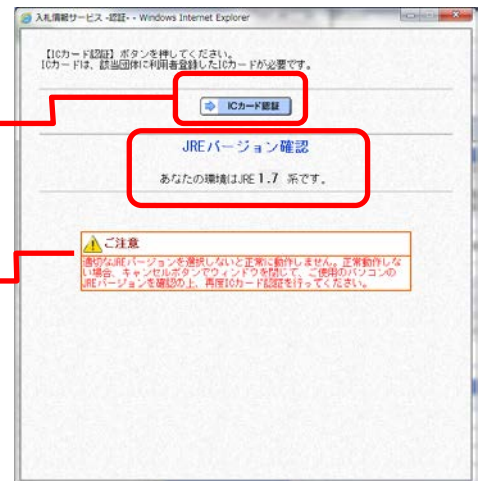 入札情報サービス -認証- - Windows Internet Explorer
【ICカード認証】ボタンを押してください。
ICカードは、該当団体に利用者登録したICカードが必要です。
ICカード認証
JREバージョン確認
あなたの環境はJRE 1.7 系です。
ご注意
適切なJREバージョンを選択しないと正常に動作しません。正常動作しな
い場合、キャンセルボタンでウィンドウを閉じて、ご使用のパソコンの
JREバージョンを確認の上、再度ICカード認証を行ってください。